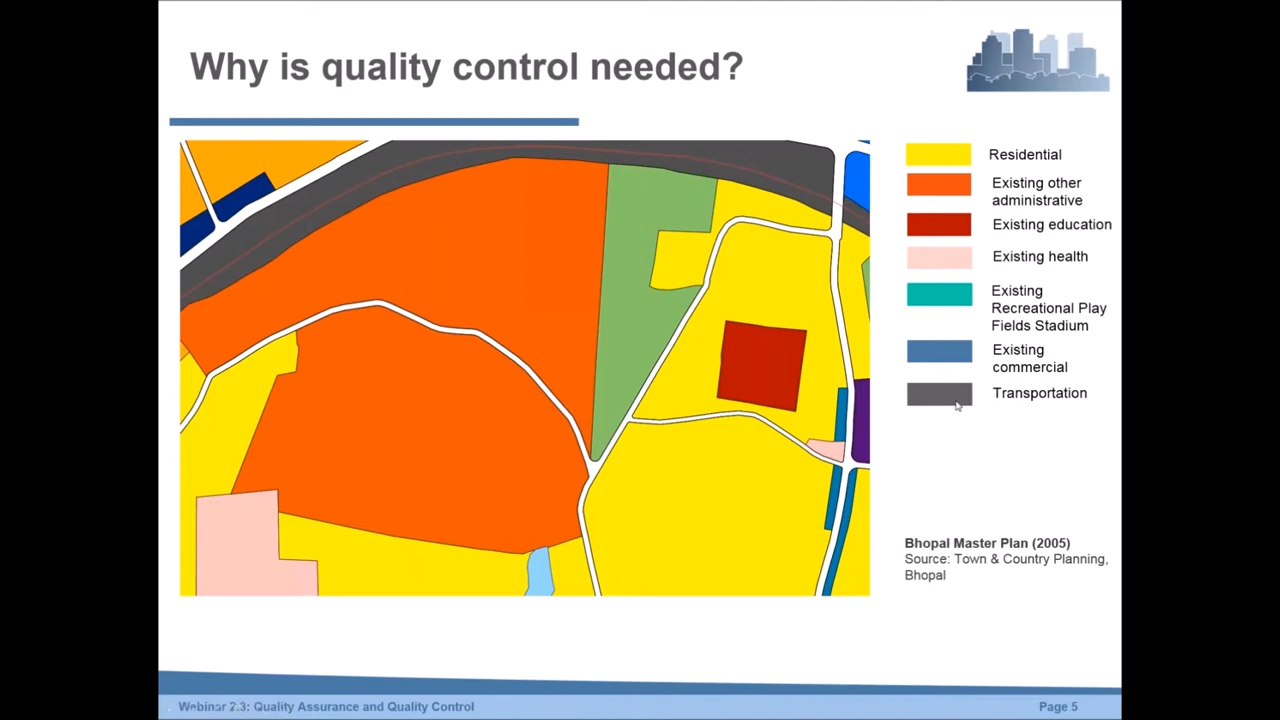 Why is quality control needed?
Residential
Existing other
administrative
Existing education
Existing health
Existing
Recreational Play
Fields Stadium
Existing
commercial
Transportation
Bhopal Master Plan (2005)
Source: Town & Country Planning,
Bhopal
Webinar 2.3: Quality Assurance and Quality Control
Page 5